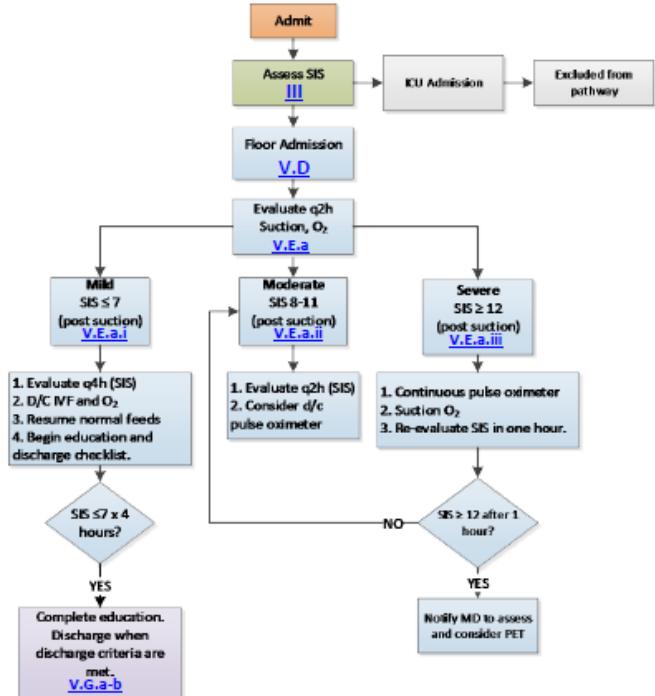 Admit
Assess SIS
III
ICU Admission
Excluded from
pathway
Floor Admission
V.D
Evaluate q2h
Suction, O₂
V.E.a
Mild
SIS ≤ 7
(post suction)
V.E.a.i
Moderate
SIS 8-11
(post suction)
V.E.a.ii
Severe
SIS ≥ 12
(post suction)
V.E.a.iii
1. Evaluate q4h (SIS)
2. D/C IVF and O₂
3. Resume normal feeds
4. Begin education and
discharge checklist.
1. Evaluate q2h (SIS)
2. Consider d/c
pulse oximeter
1. Continuous pulse oximeter
2. Suction O₂
3. Re-evaluate SIS in one hour.
SIS ≤7 x 4
hours?
NO
SIS ≥ 12 after 1
hour?
YES
YES
Complete education.
Discharge when
discharge criteria are
met.
V.G.a-b
Notify MD to assess
and consider PET